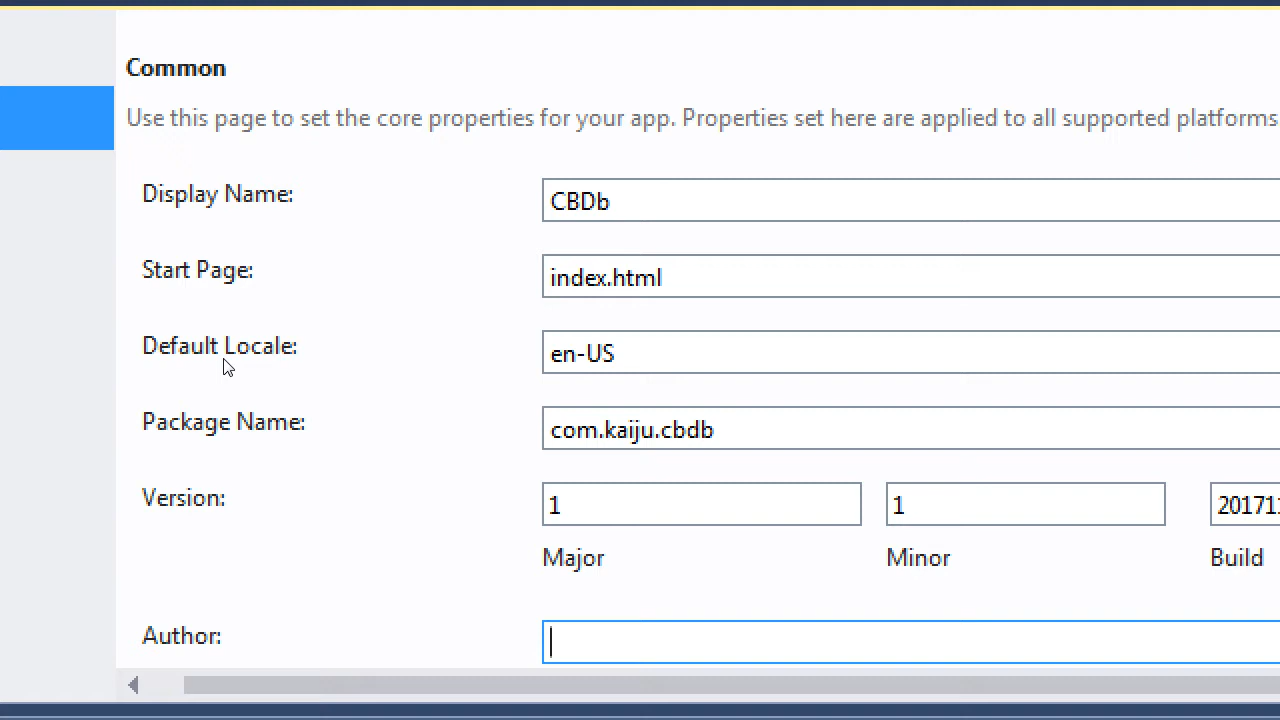 Common
Use this page to set the core properties for your app. Properties set here are applied to all supported platforms
Display Name: CBDb
Start Page: index.html
Default Locale: en-US
Package Name: com.kaiju.cbdb
Version: 1 1
Major Minor Build
Author: